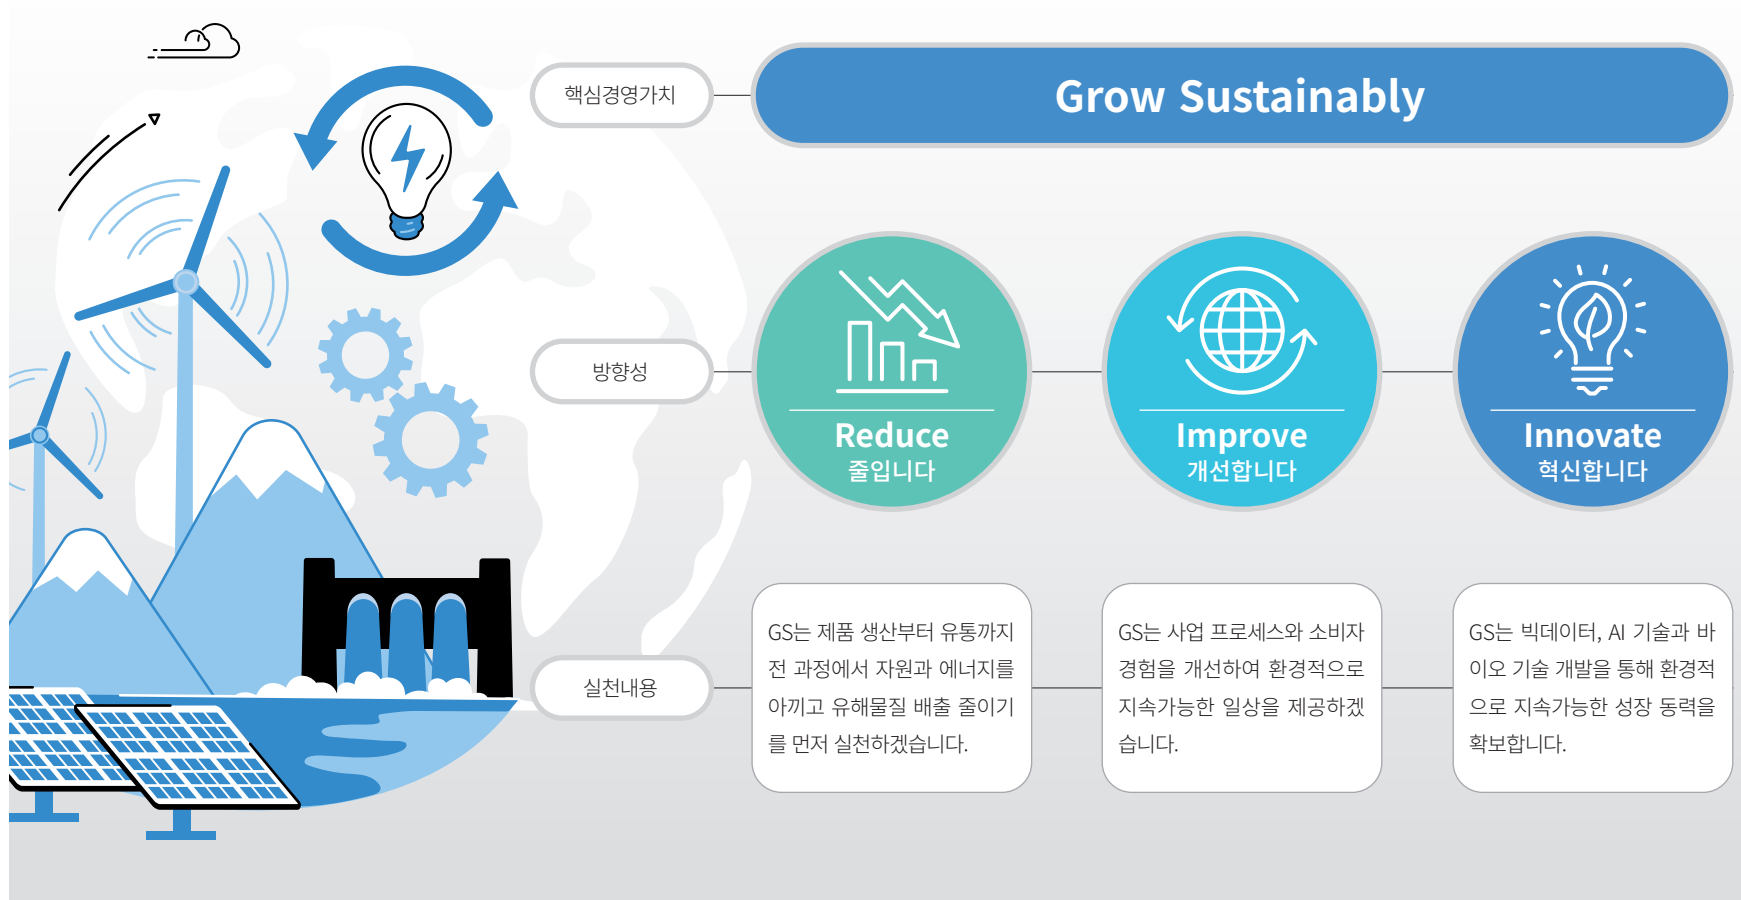 핵심경영가치
Grow Sustainably
방향성
Reduce
줄입니다
Improve
개선합니다
Innovate
혁신합니다
실천내용
GS는 제품 생산부터 유통까지
전 과정에서 자원과 에너지를
아끼고 유해물질 배출 줄이기
를 먼저 실천하겠습니다.
GS는 사업 프로세스와 소비자
경험을 개선하여 환경적으로
지속가능한 일상을 제공하겠
습니다.
GS는 빅데이터, AI 기술과 바
이오 기술 개발을 통해 환경적
으로 지속가능한 성장 동력을
확보합니다.